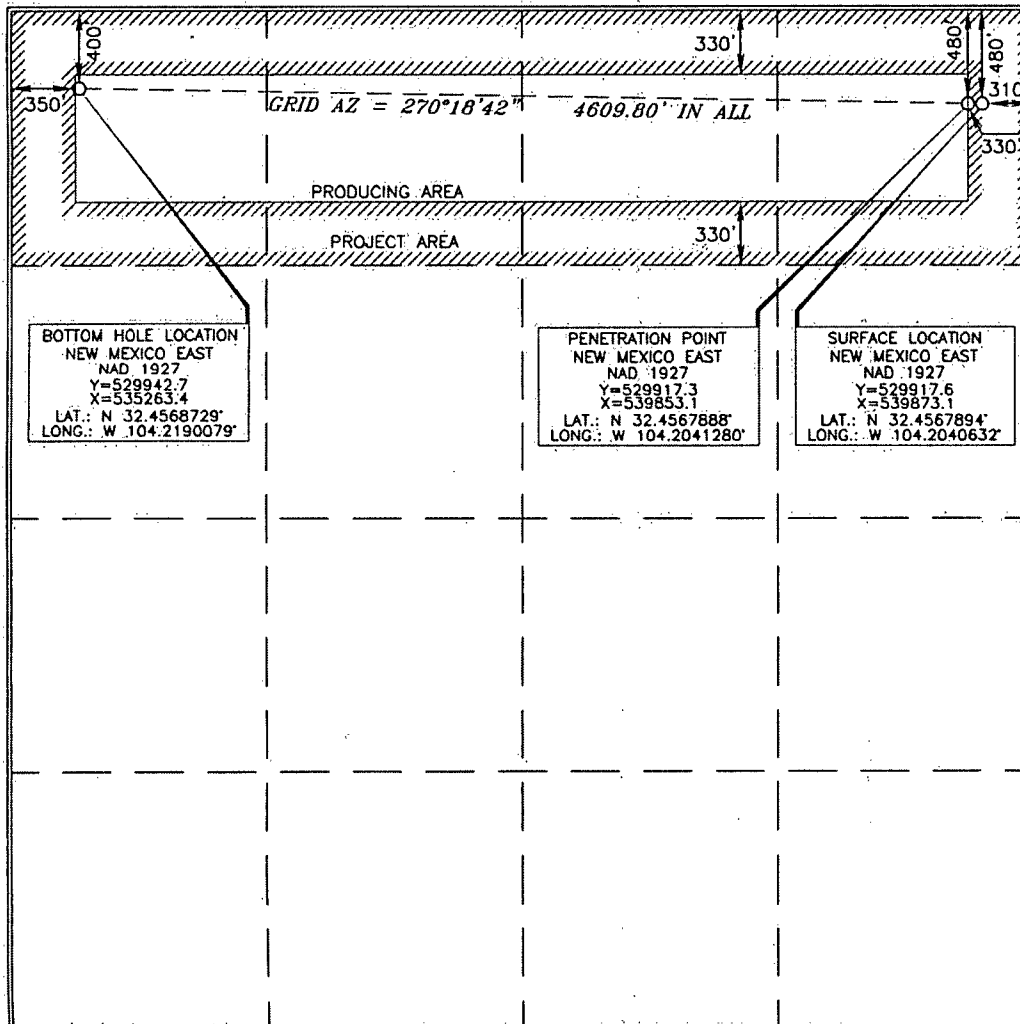 400'
330'
480'
480'
350'
GRID AZ = 270°18'42" 4609.80' IN ALL
310'
330'
PRODUCING AREA
PROJECT AREA
330'
BOTTOM HOLE LOCATION
NEW MEXICO EAST
NAD 1927
Y=529942.7
X=535263.4
LAT.: N 32.4568729°
LONG.: W 104.2190079°
PENETRATION POINT
NEW MEXICO EAST
NAD 1927
Y=529917.3
X=539853.1
LAT.: N 32.4567888°
LONG.: W 104.2041280°
SURFACE LOCATION
NEW MEXICO EAST
NAD 1927
Y=529917.6
X=539873.1
LAT.: N 32.4567894°
LONG.: W 104.2040632°